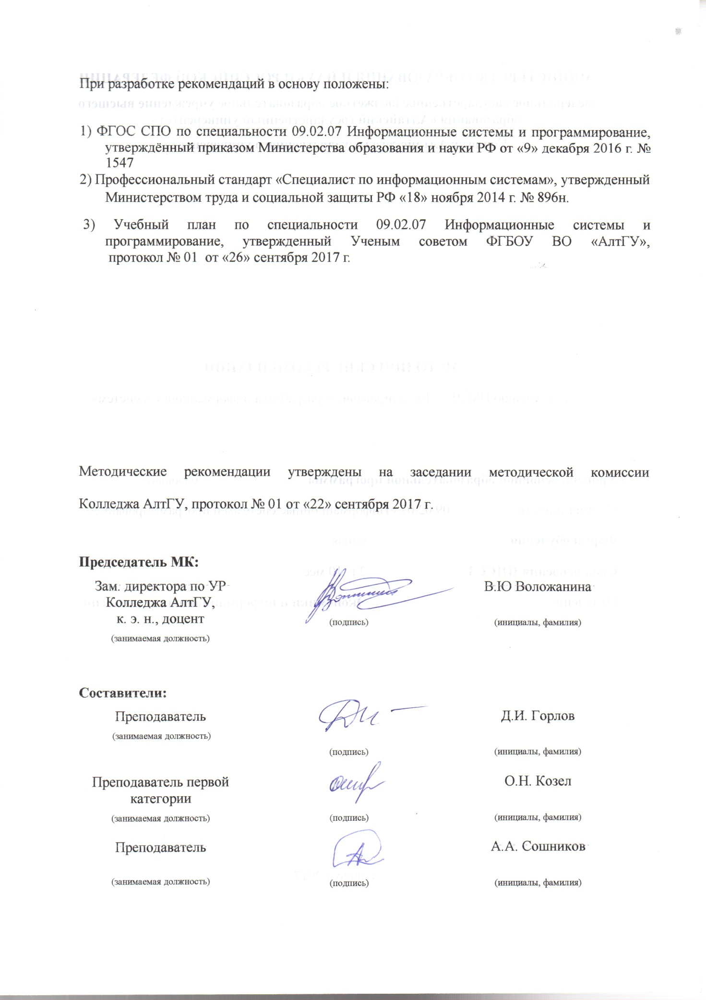 При разработке рекомендаций в основу положены:
1) ФГОС СПО по специальности 09.02.07 Информационные системы и программирование,
утверждённый приказом Министерства образования и науки РФ от «9» декабря 2016 г. №
1547
2) Профессиональный стандарт «Специалист по информационным системам», утвержденный
Министерством труда и социальной защиты РФ «18» ноября 2014 г. № 896н.
3) Учебный план по специальности 09.02.07 Информационные системы и
программирование, утвержденный Ученым советом ФГБОУ ВО «АлтГУ»,
протокол № 01 от «26» сентября 2017 г.
Методические рекомендации утверждены на заседании методической комиссии
Колледжа АлтГУ, протокол № 01 от «22» сентября 2017 г.
Председатель МК:
Зам. директора по УР В.Ю Воложанина
Колледжа АлтГУ,
к. э. н., доцент (подпись) (инициалы, фамилия)
(занимаемая должность)
Составители:
Преподаватель Д.И. Горлов
(занимаемая должность)
(подпись) (инициалы, фамилия)
Преподаватель первой О.Н. Козел
категории
(занимаемая должность) (подпись) (инициалы, фамилия)
Преподаватель А.А. Сошников
(занимаемая должность) (подпись) (инициалы, фамилия)